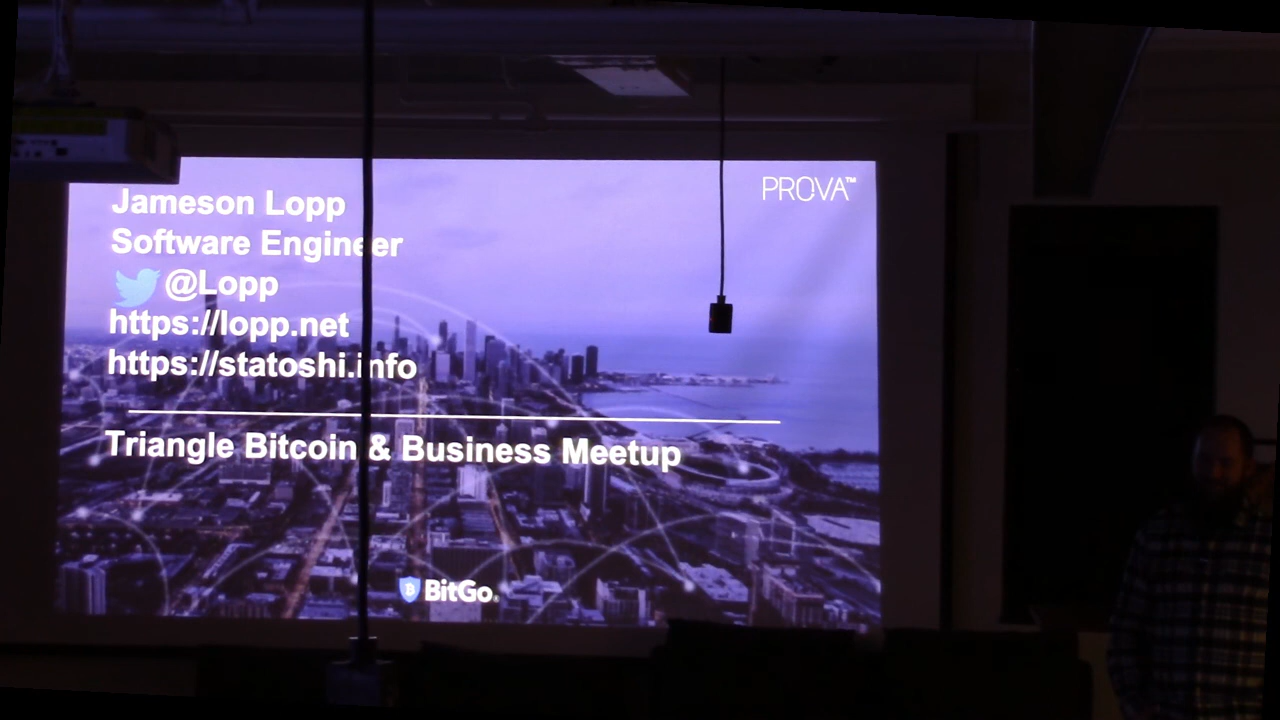 PROVA™
Jameson Lopp
Software Engineer
@Lopp
https://lopp.net
https://statoshi.info
Triangle Bitcoin & Business Meetup
BitGo